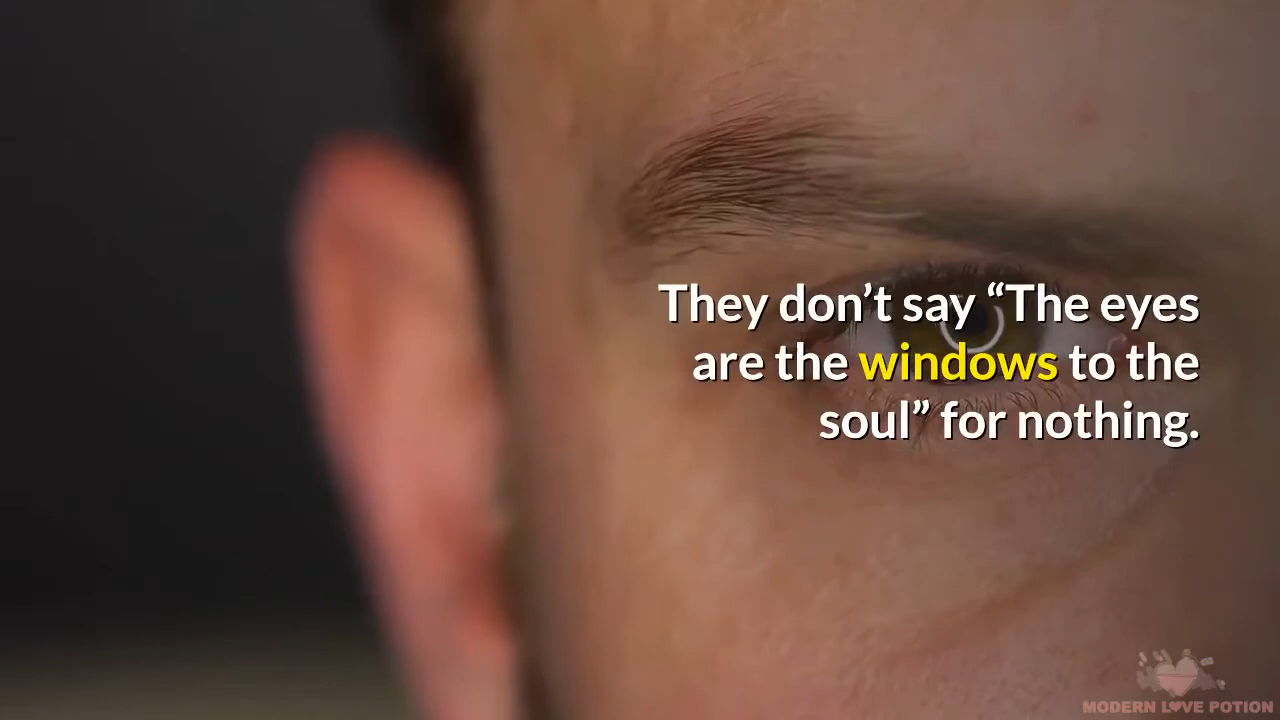 They don’t say “The eyes
are the windows to the
soul” for nothing.
MODERN LOVE POTION